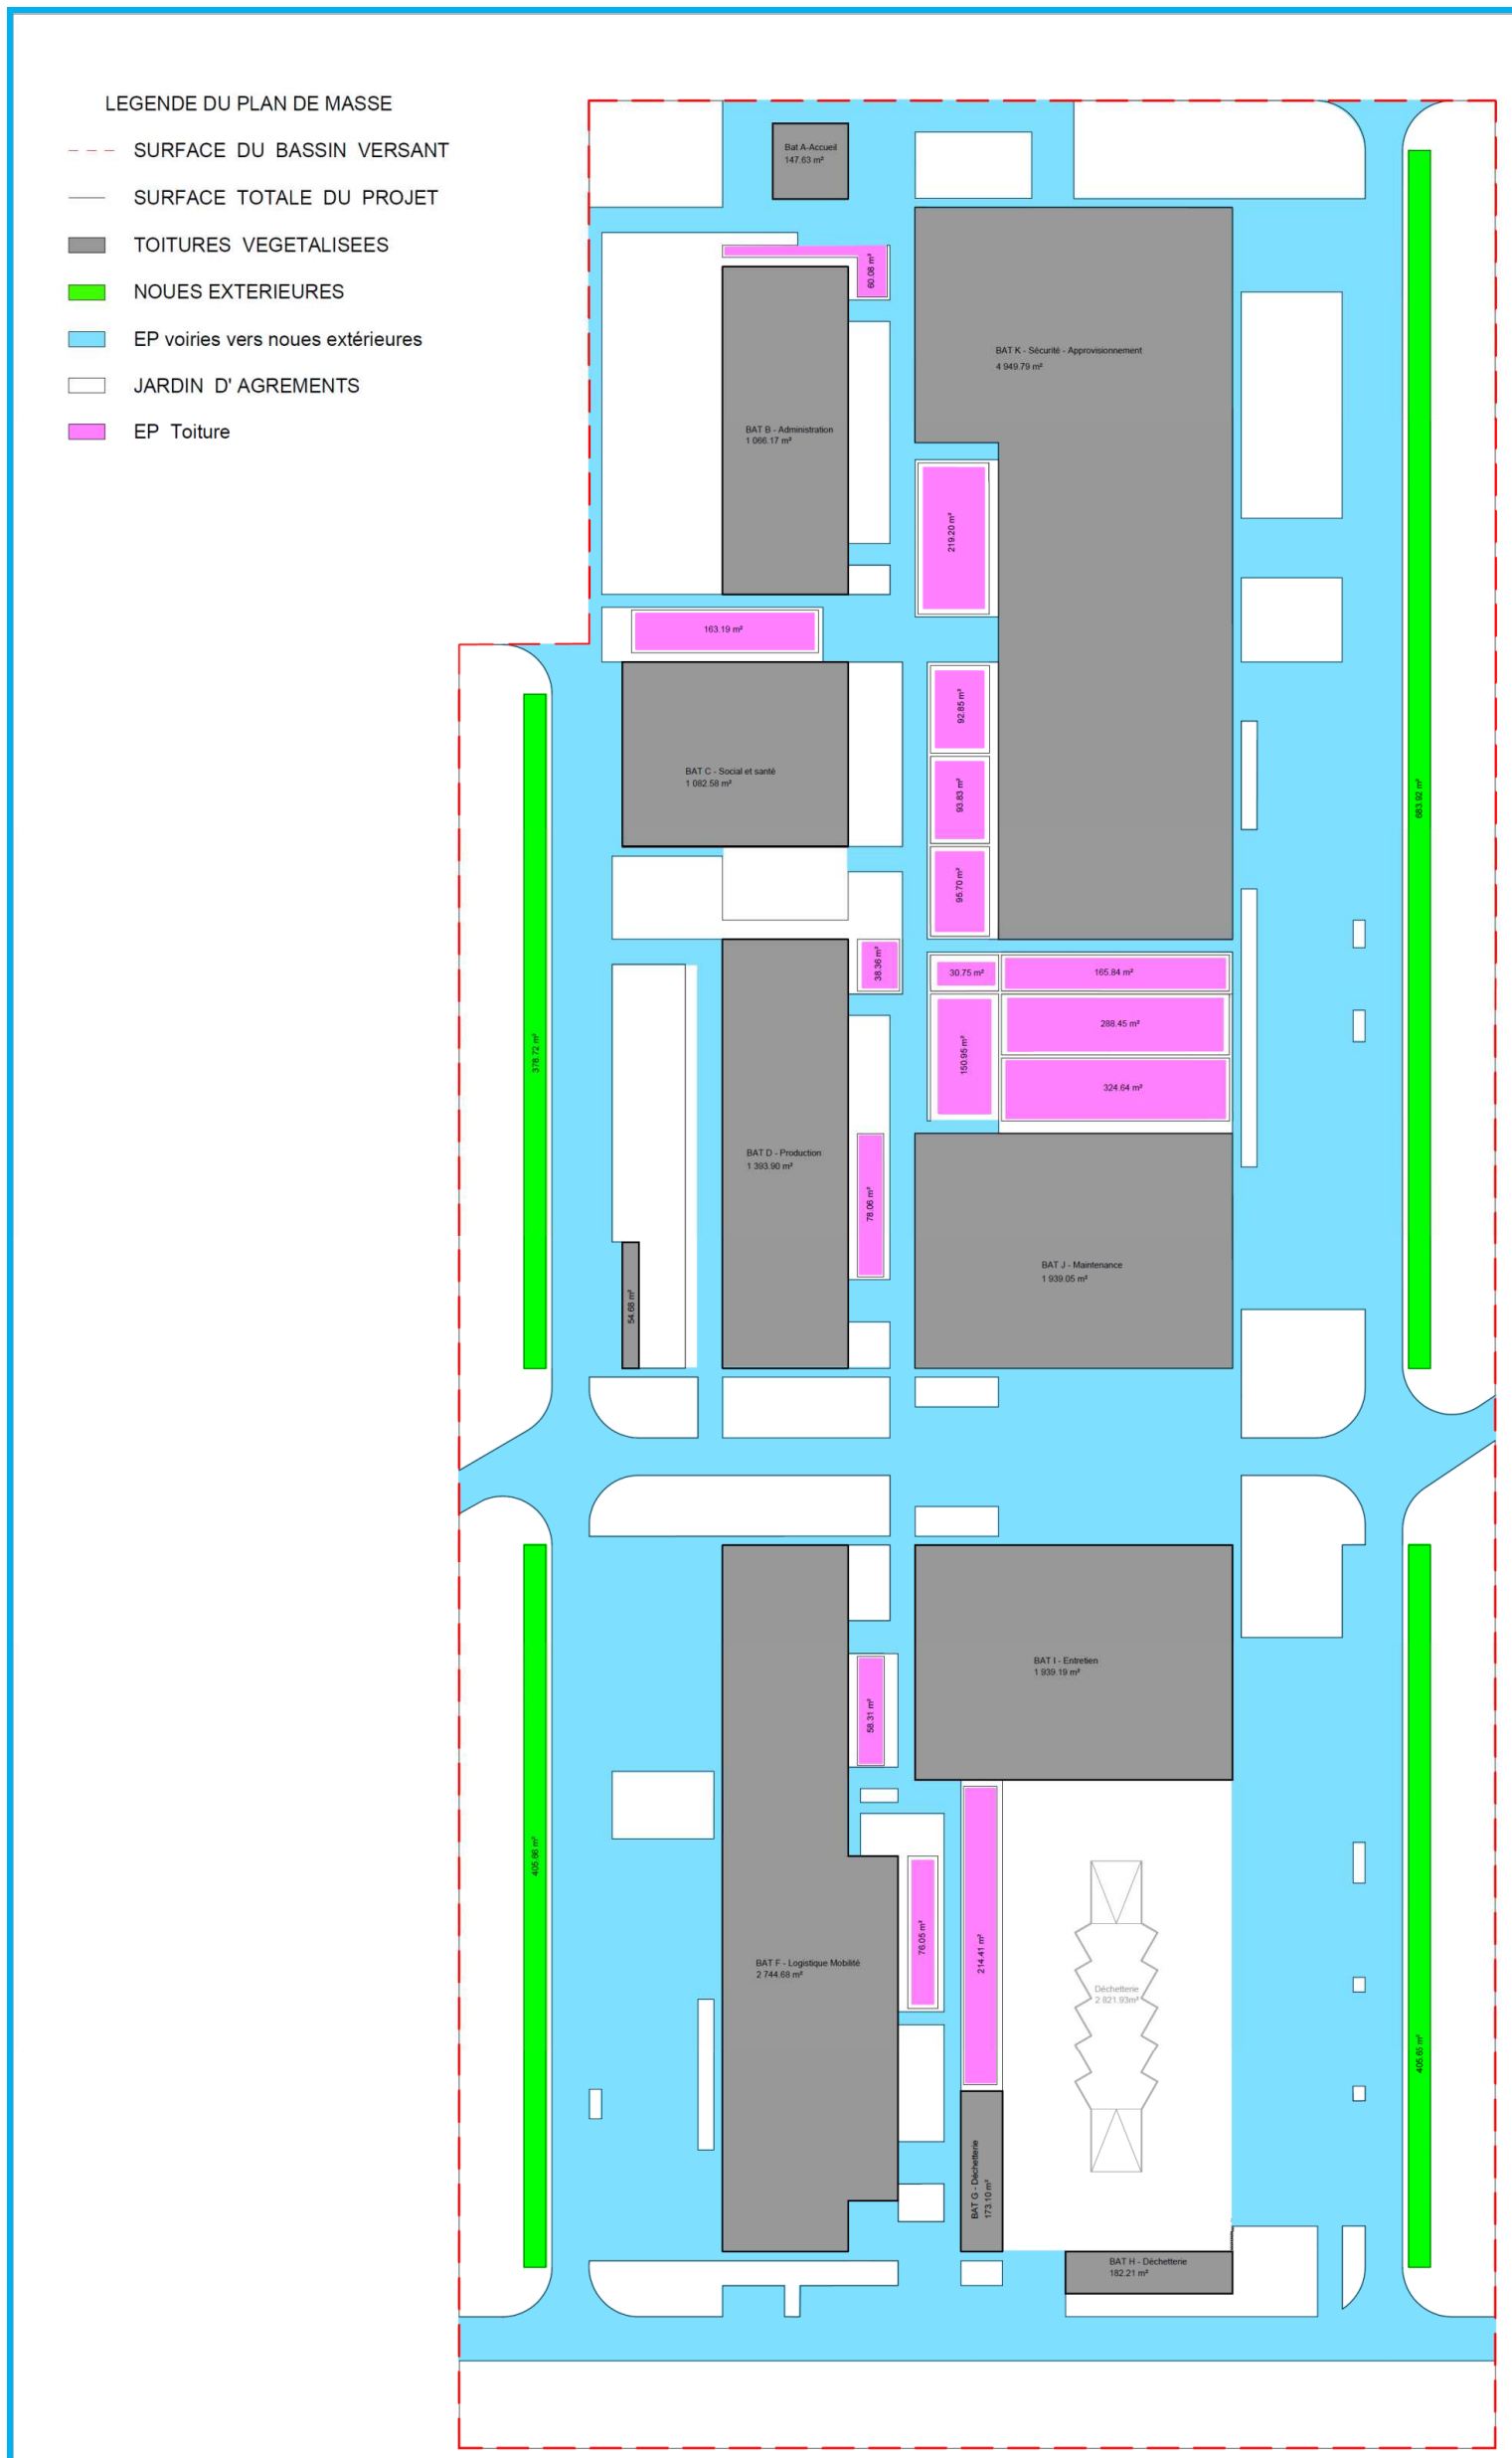 LEGENDE DU PLAN DE MASSE
SURFACE DU BASSIN VERSANT
SURFACE TOTALE DU PROJET
TOITURES VEGETALISEES
NOUES EXTERIEURES
EP voiries vers noues extérieures
JARDIN D' AGREMENTS
EP Toiture
Bat A-Accueil
147.63 m²
60.08 m²
BAT K - Sécurité - Approvisionnement
4 949.79 m²
BAT B - Administration
1 066.17 m²
219.20 m²
163.19 m²
92.85 m²
BAT C - Social et santé
1 082.58 m²
93.83 m²
683.92 m²
95.70 m²
38.36 m²
30.75 m²
165.84 m²
288.45 m²
378.72 m²
150.95 m²
324.64 m²
BAT D - Production
1 393.90 m²
78.06 m²
BAT J - Maintenance
1 939.05 m²
54.68 m²
BAT I - Entretien
1 939.19 m²
58.31 m²
405.66 m²
76.05 m²
214.41 m²
BAT F - Logistique Mobilité
2 744.68 m²
Déchetterie
2 821.93m²
405.65 m²
BAT G - Déchetterie
173.10 m²
BAT H - Déchetterie
182.21 m²